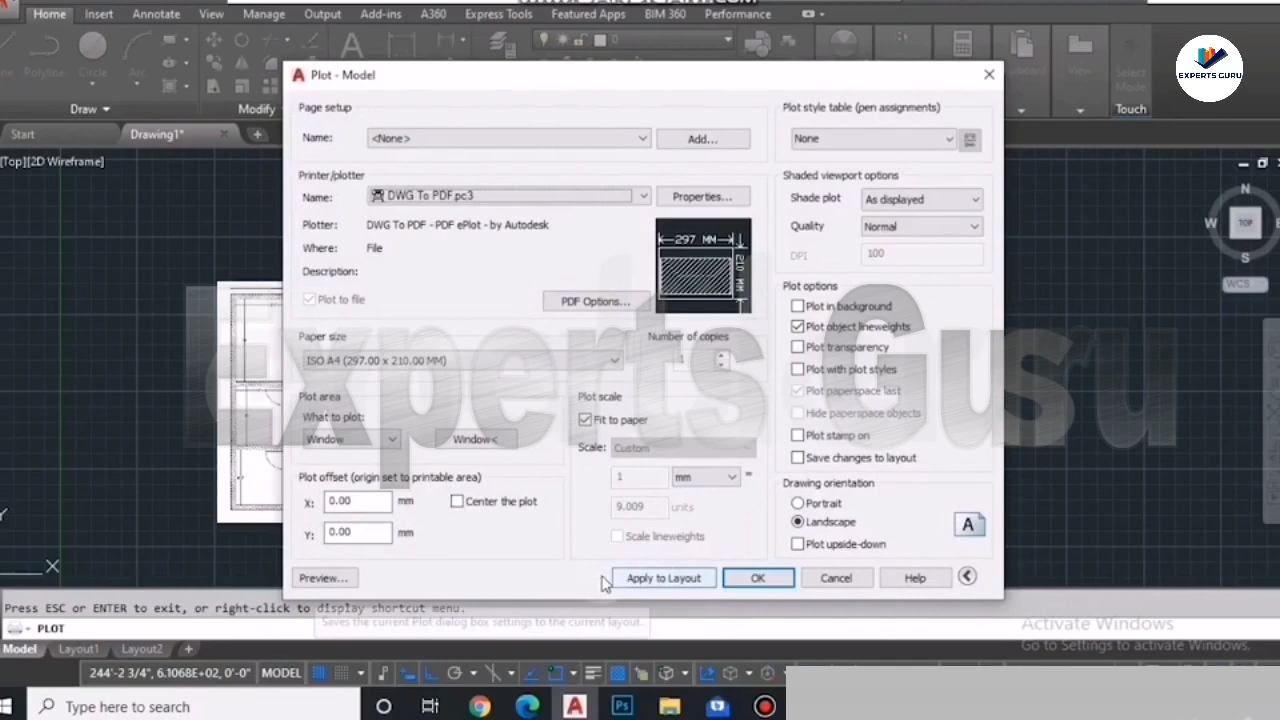 Home Insert Annotate View Manage Output Add-ins A360 Express Tools Featured Apps BIM 360 Performance
Polyline Circle Arc
0
Select
Mode
Draw Modify View Touch
EXPERTS GURU
Start Drawing1* +
[Top][2D Wireframe]
Plot - Model
Page setup
Name: <None> Add...
Plot style table (pen assignments)
None
Printer/plotter
Name: DWG To PDF.pc3 Properties...
Plotter: DWG To PDF - PDF ePlot - by Autodesk
Where: File
Description:
Plot to file
PDF Options...
297 MM
210 MM
Shaded viewport options
Shade plot As displayed
Quality Normal
DPI 100
Paper size
ISO A4 (297.00 x 210.00 MM)
Number of copies
1
Plot area
What to plot:
Window Window<
Plot scale
Fit to paper
Scale: Custom
1 mm =
9.009 units
Scale lineweights
Plot offset (origin set to printable area)
X: 0.00 mm Center the plot
Y: 0.00 mm
Plot options
Plot in background
Plot object lineweights
Plot transparency
Plot with plot styles
Plot paperspace last
Hide paperspace objects
Plot stamp on
Save changes to layout
Drawing orientation
Portrait
Landscape
Plot upside-down
A
Preview... Apply to Layout OK Cancel Help
Experts Guru
N
W TOP E
S
WCS
Y
X
Press ESC or ENTER to exit, or right-click to display shortcut menu.
PLOT
Saves the current Plot dialog box settings to the current layout.
Activate Windows
Go to Settings to activate Windows.
Model Layout1 Layout2 +
244'-2 3/4", 6.1068E+02, 0'-0" MODEL
Type here to search
A Ps